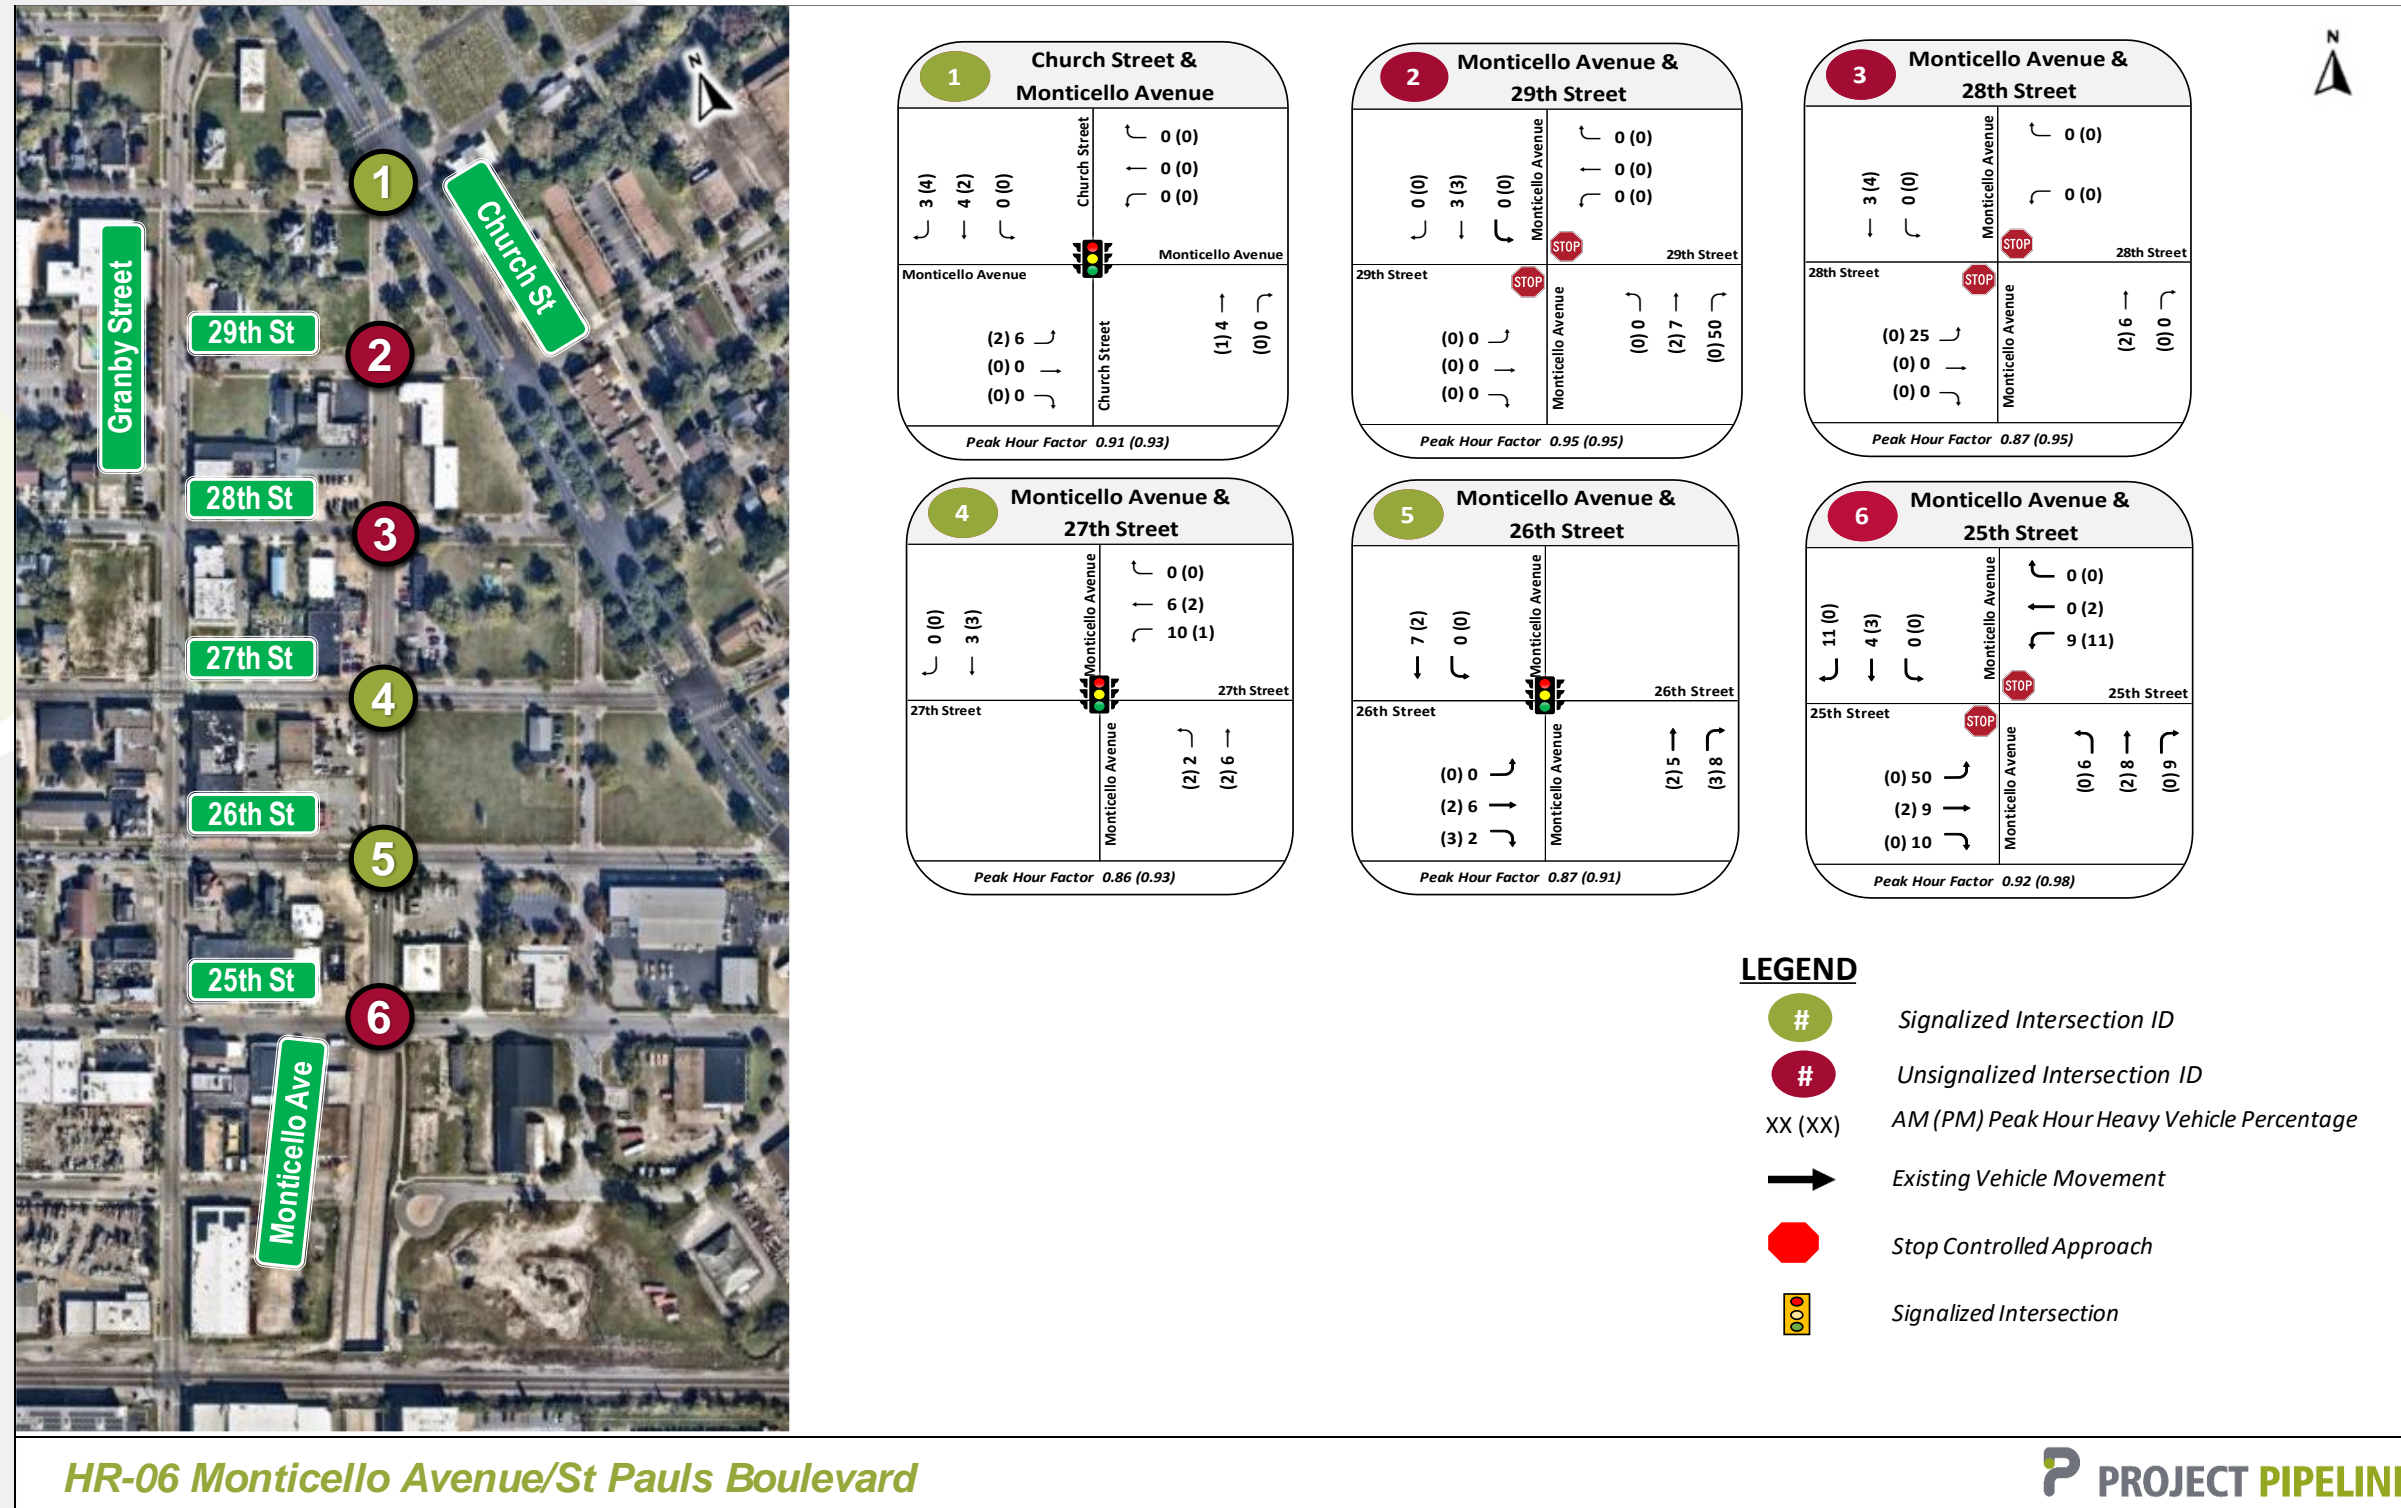 N
1
Church St
Granby Street
29th St
2
28th St
3
27th St
4
26th St
5
25th St
6
Monticello Ave
N
1
Church Street &
Monticello Avenue
3 (4)
4 (2)
0 (0)
Church Street
0 (0)
0 (0)
0 (0)
Monticello Avenue
Monticello Avenue
(2) 6
(0) 0
(0) 0
Church Street
(1) 4
(0) 0
Peak Hour Factor 0.91 (0.93)
2
Monticello Avenue &
29th Street
0 (0)
3 (3)
0 (0)
Monticello Avenue
0 (0)
0 (0)
0 (0)
STOP
29th Street
29th Street
STOP
(0) 0
(0) 0
(0) 0
Monticello Avenue
(0) 0
(2) 7
(0) 50
Peak Hour Factor 0.95 (0.95)
3
Monticello Avenue &
28th Street
3 (4)
0 (0)
Monticello Avenue
0 (0)
0 (0)
STOP
28th Street
28th Street
STOP
(0) 25
(0) 0
(0) 0
Monticello Avenue
(2) 6
(0) 0
Peak Hour Factor 0.87 (0.95)
4
Monticello Avenue &
27th Street
0 (0)
3 (3)
Monticello Avenue
0 (0)
6 (2)
10 (1)
27th Street
27th Street
Monticello Avenue
(2) 2
(2) 6
Peak Hour Factor 0.86 (0.93)
5
Monticello Avenue &
26th Street
7 (2)
0 (0)
Monticello Avenue
26th Street
26th Street
(0) 0
(2) 6
(3) 2
Monticello Avenue
(2) 5
(3) 8
Peak Hour Factor 0.87 (0.91)
6
Monticello Avenue &
25th Street
11 (0)
4 (3)
0 (0)
Monticello Avenue
0 (0)
0 (2)
9 (11)
STOP
25th Street
25th Street
STOP
(0) 50
(2) 9
(0) 10
Monticello Avenue
(0) 6
(2) 8
(0) 9
Peak Hour Factor 0.92 (0.98)
LEGEND
# Signalized Intersection ID
# Unsignalized Intersection ID
XX (XX) AM (PM) Peak Hour Heavy Vehicle Percentage
Existing Vehicle Movement
Stop Controlled Approach
Signalized Intersection
HR-06 Monticello Avenue/St Pauls Boulevard
PROJECT PIPELIN